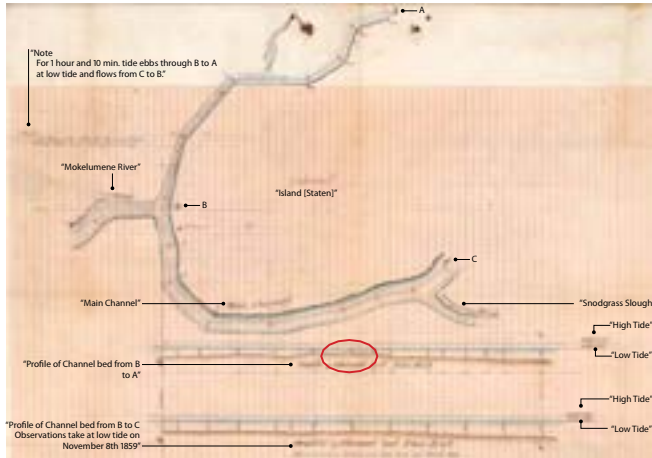 A
"Note
For 1 hour and 10 min. tide ebbs through B to A
at low tide and flows from C to B."
"Mokelumene River"
"Island [Staten]"
B
C
"Main Channel"
"Snodgrass Slough
"High Tide"
"Low Tide"
"Profile of Channel bed from B
to A"
"High Tide"
"Profile of Channel bed from B to C
Observations take at low tide on
November 8th 1859"
"Low Tide"